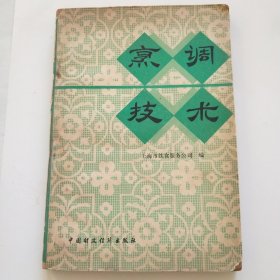 烹调
技术
上海市饮食服务公司 编
中国财政经济出版社